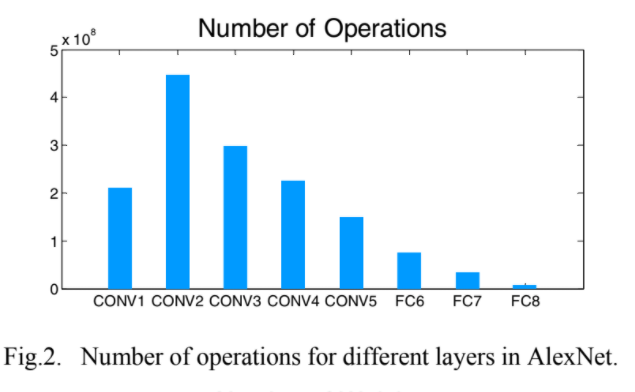 Number of Operations
x 10^8
5
4
3
2
1
0
CONV1 CONV2 CONV3 CONV4 CONV5 FC6 FC7 FC8
Fig.2. Number of operations for different layers in AlexNet.